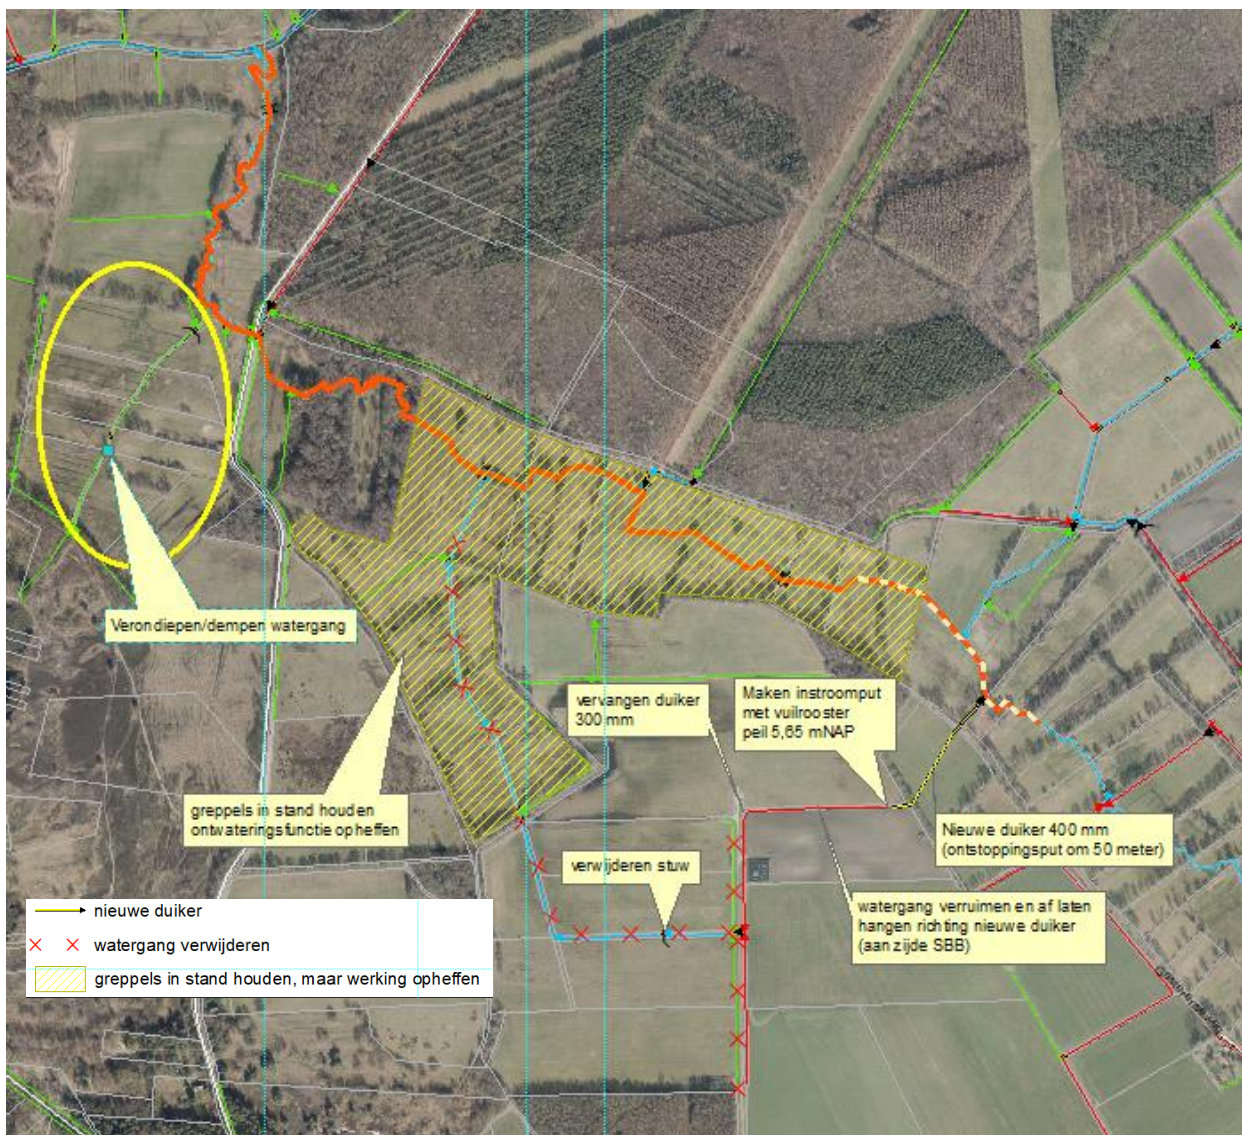 Verondiepen/dempen watergang
vervangen duiker
300 mm
Maken instroomput
met vuilrooster
peil 5,65 mNAP
greppels in stand houden
ontwateringsfunctie opheffen
Nieuwe duiker 400 mm
(ontstoppingsput om 50 meter)
verwijderen stuw
watergang verruimen en af laten
hangen richting nieuwe duiker
(aan zijde SBB)
nieuwe duiker
watergang verwijderen
greppels in stand houden, maar werking opheffen